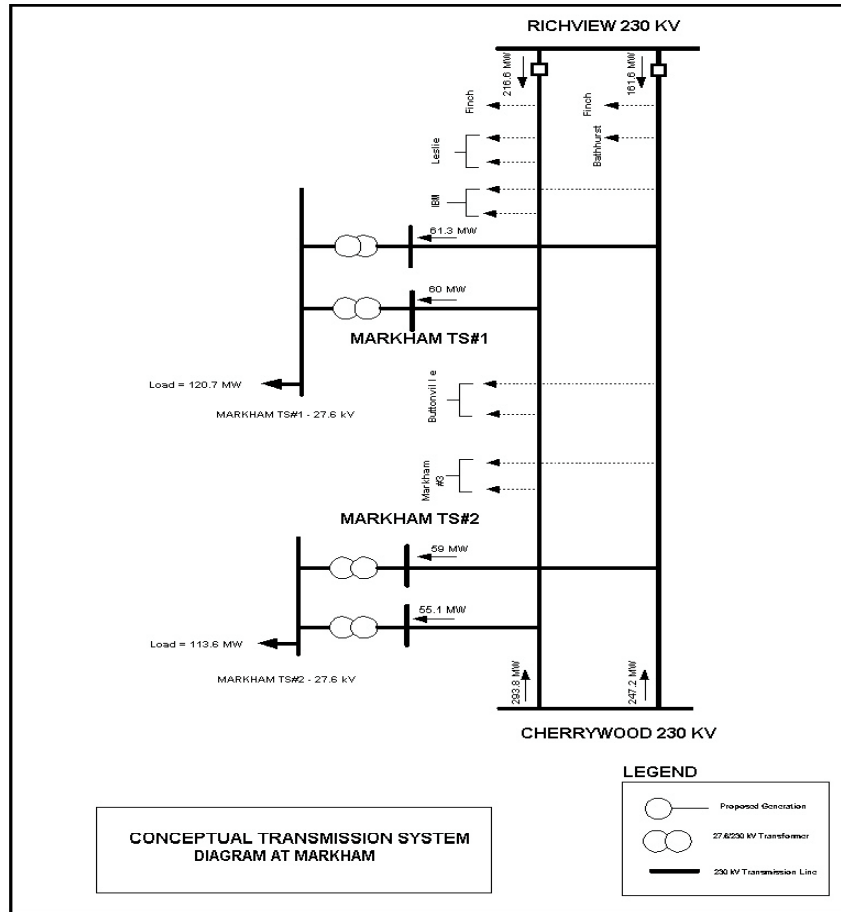 RICHVIEW 230 KV
216.6 MW
161.6 MW
Finch
Finch
Leslie
Bathhurst
IBM
61.3 MW
60 MW
MARKHAM TS#1
Load = 120.7 MW
MARKHAM TS#1 - 27.6 kV
Buttonville
Markham
#3
MARKHAM TS#2
59 MW
55.1 MW
Load = 113.6 MW
MARKHAM TS#2 - 27.6 kV
293.8 MW
247.2 MW
CHERRYWOOD 230 KV
LEGEND
Proposed Generation
27.6/230 kV Transformer
230 kV Transmission Line
CONCEPTUAL TRANSMISSION SYSTEM
DIAGRAM AT MARKHAM